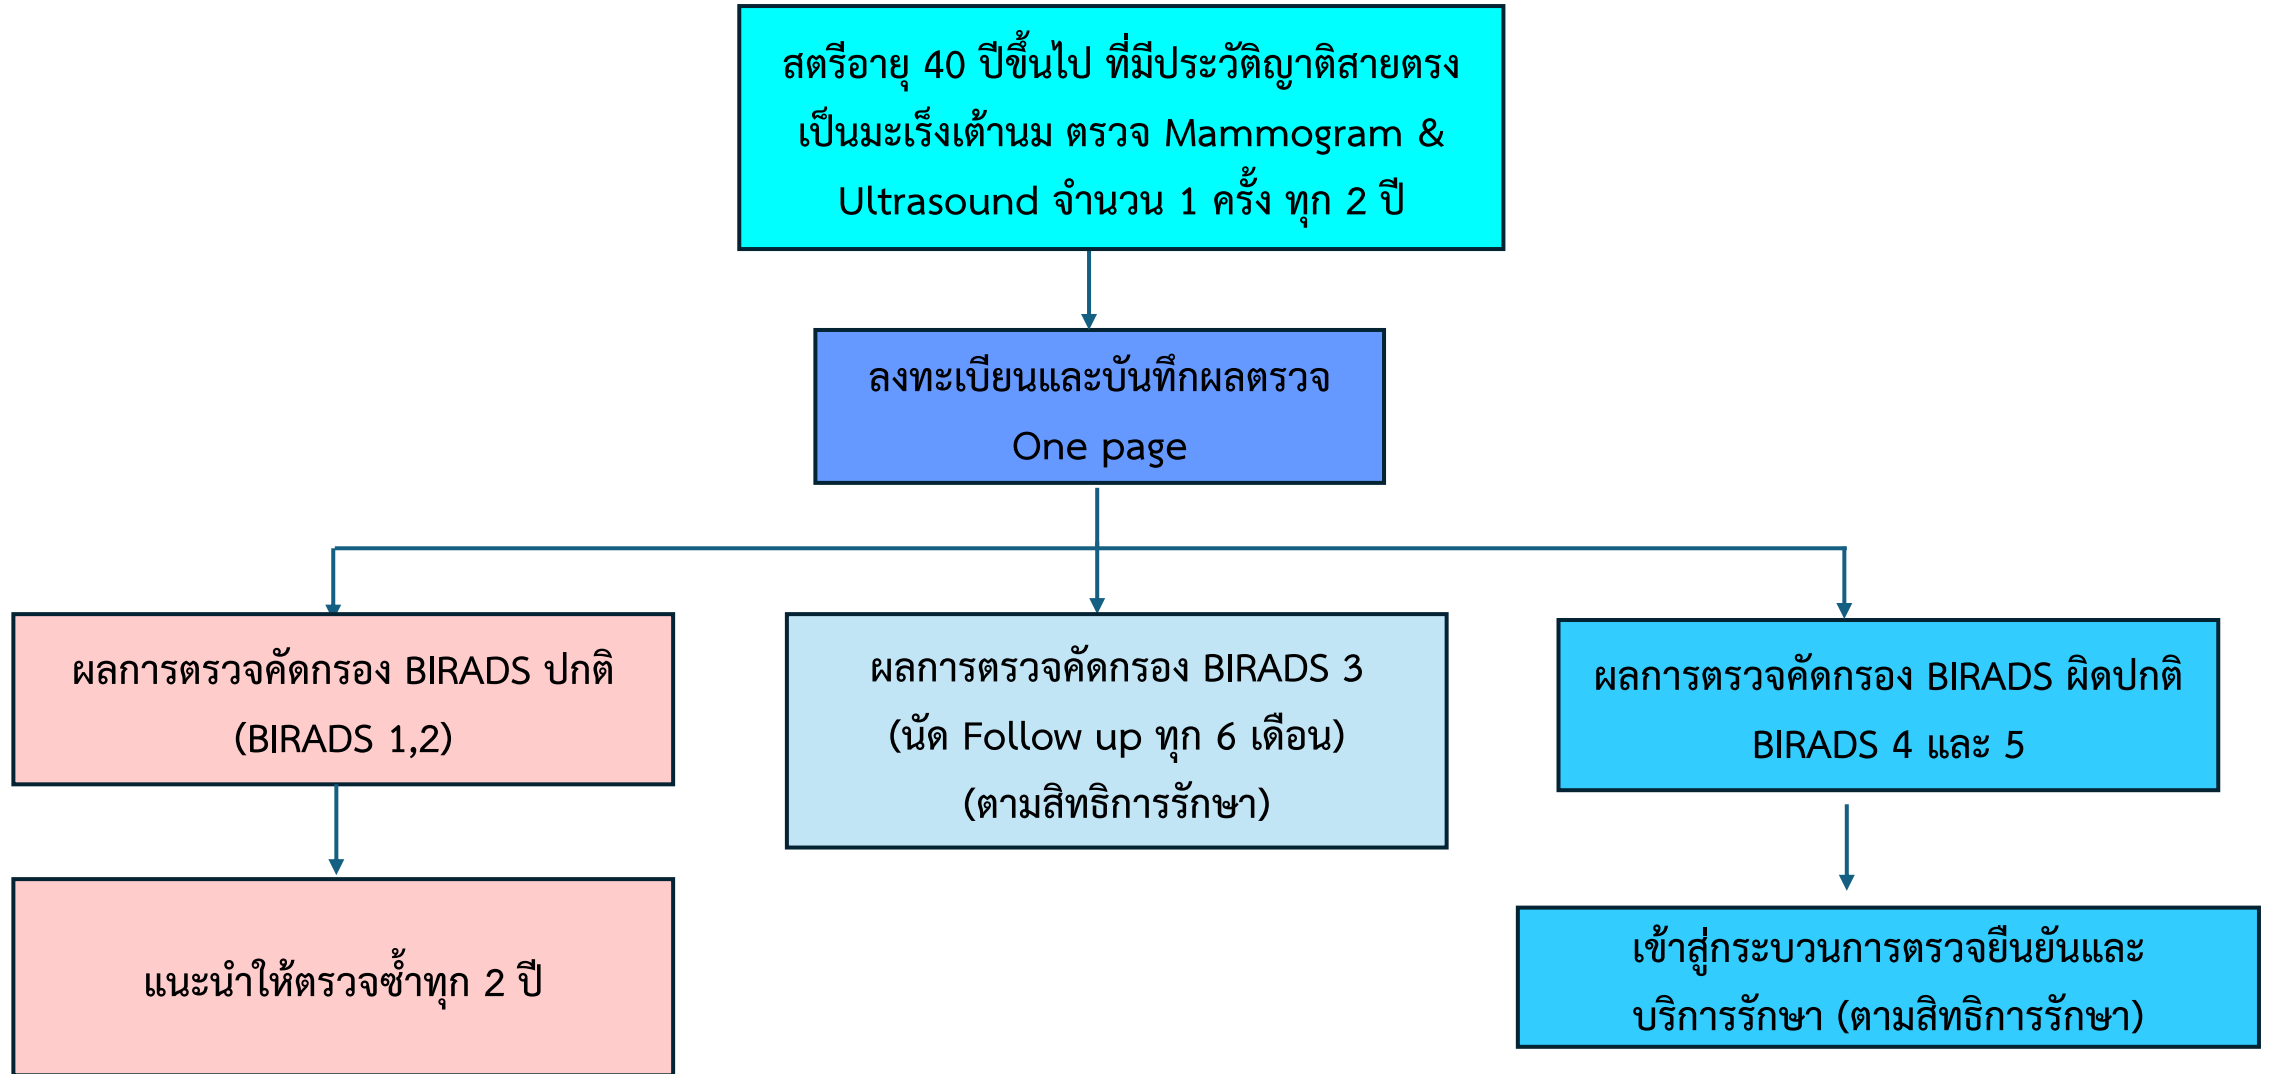 สตรีอายุ 40 ปีขึ้นไป ที่มีประวัติญาติสายตรง
เป็นมะเร็งเต้านม ตรวจ Mammogram &
Ultrasound จำนวน 1 ครั้ง ทุก 2 ปี
ลงทะเบียนและบันทึกผลตรวจ
One page
ผลการตรวจคัดกรอง BIRADS ปกติ
(BIRADS 1,2)
ผลการตรวจคัดกรอง BIRADS 3
(นัด Follow up ทุก 6 เดือน)
(ตามสิทธิการรักษา)
ผลการตรวจคัดกรอง BIRADS ผิดปกติ
BIRADS 4 และ 5
แนะนำให้ตรวจซ้ำทุก 2 ปี
เข้าสู่กระบวนการตรวจยืนยันและ
บริการรักษา (ตามสิทธิการรักษา)